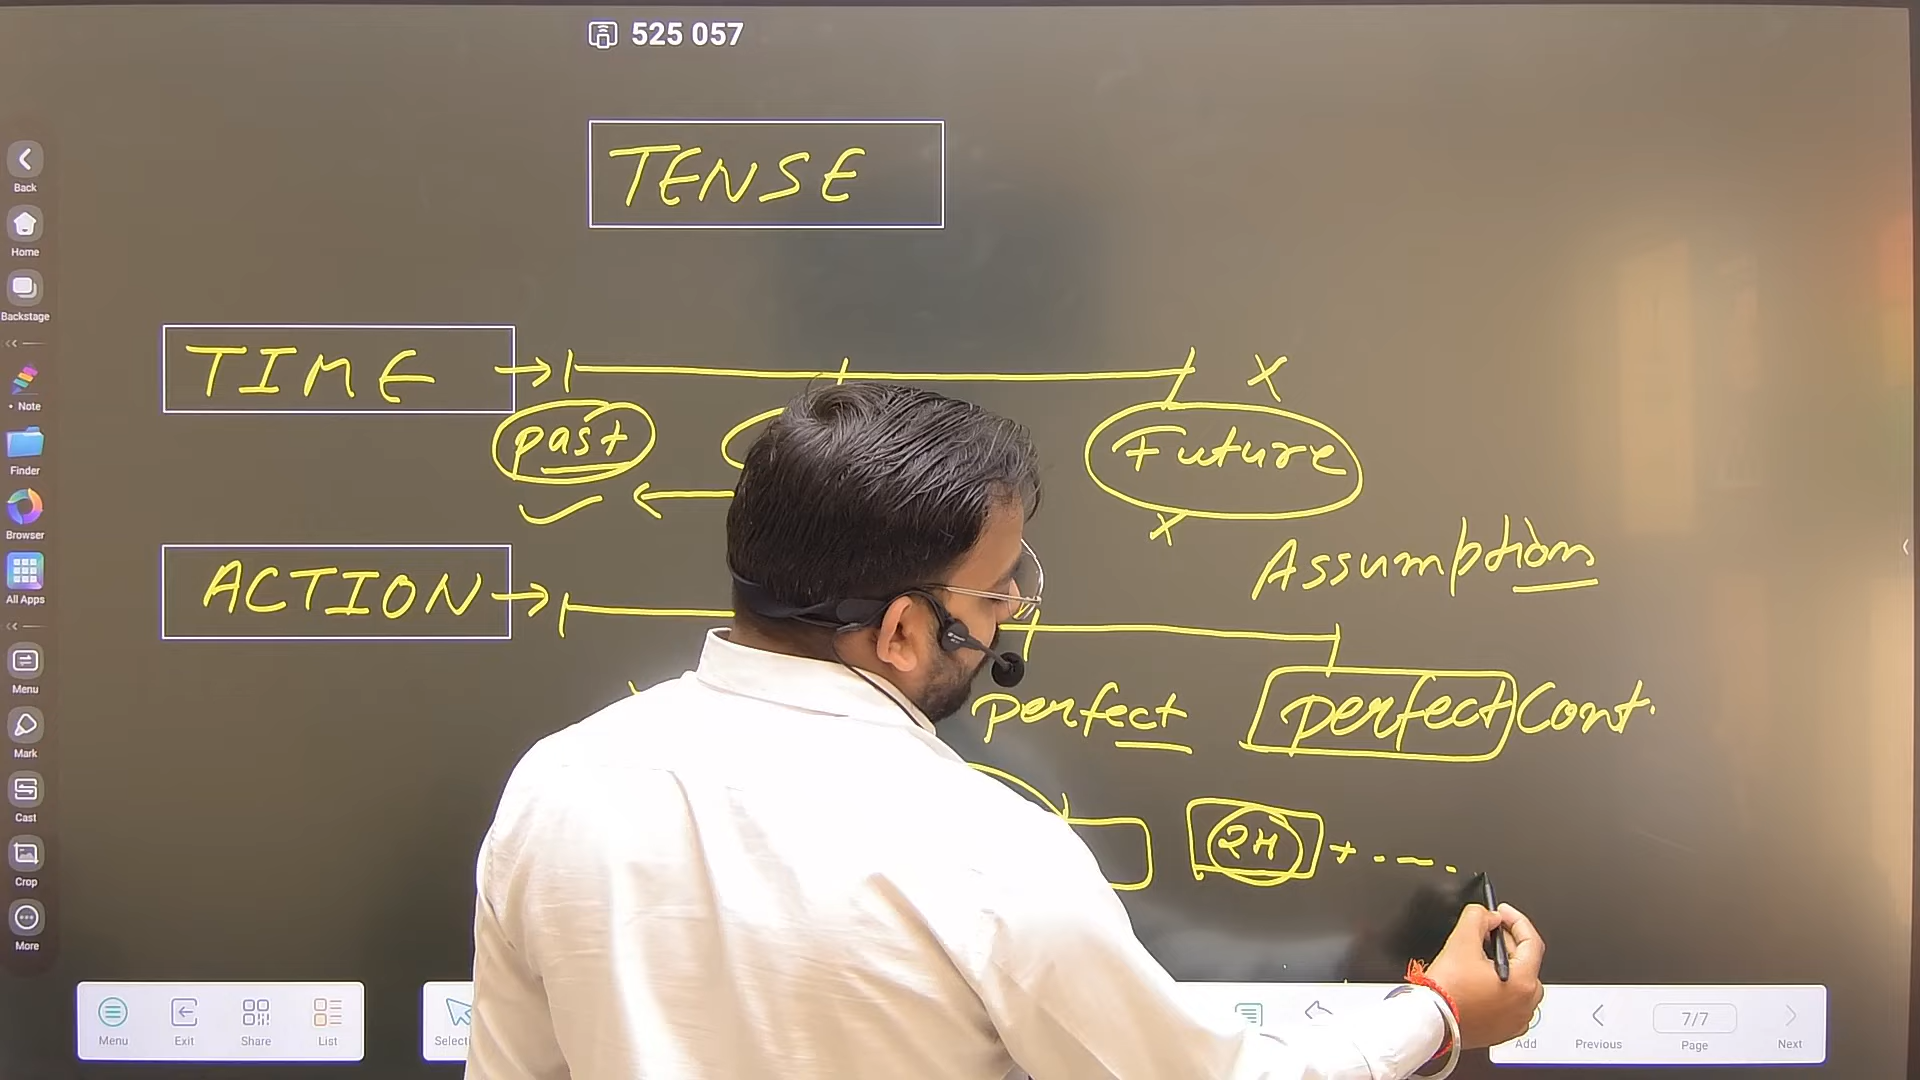 525 057
TENSE
TIME → X
past Future
X
Assumption
ACTION →
perfect perfect Cont.
2H + . - - .
Back
Home
Backstage
<< —
• Note
Finder
Browser
All Apps
<< —
Menu
Mark
Cast
Crop
More
Menu Exit Share List Selecti Add Previous 7/7 Page Next